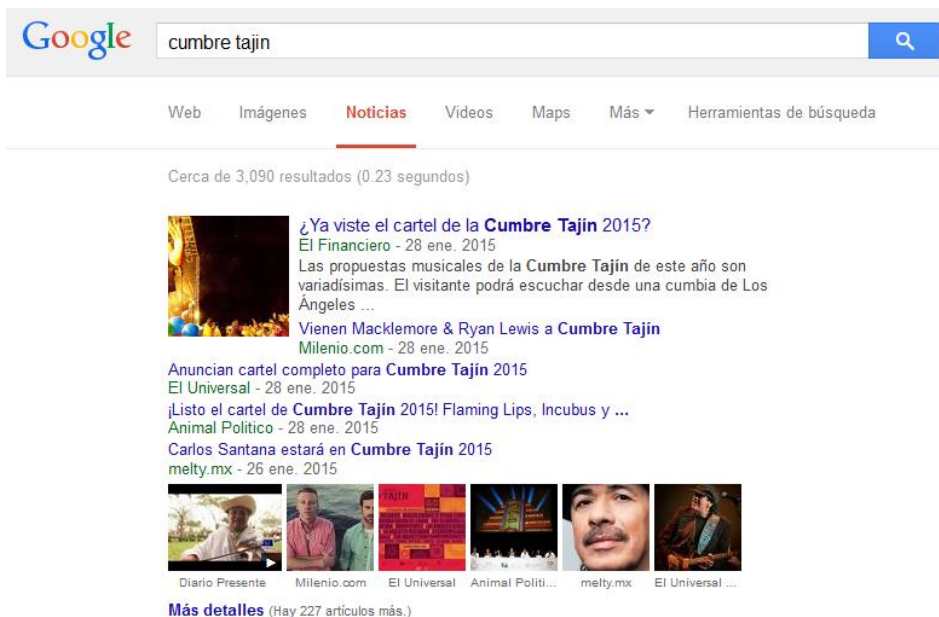 Google
cumbre tajin
Web Imágenes Noticias Videos Maps Más Herramientas de búsqueda
Cerca de 3,090 resultados (0.23 segundos)
¿Ya viste el cartel de la Cumbre Tajín 2015?
El Financiero - 28 ene. 2015
Las propuestas musicales de la Cumbre Tajín de este año son
variadísimas. El visitante podrá escuchar desde una cumbia de Los
Ángeles ...
Vienen Macklemore & Ryan Lewis a Cumbre Tajín
Milenio.com - 28 ene. 2015
Anuncian cartel completo para Cumbre Tajín 2015
El Universal - 28 ene. 2015
¡Listo el cartel de Cumbre Tajín 2015! Flaming Lips, Incubus y ...
Animal Politico - 28 ene. 2015
Carlos Santana estará en Cumbre Tajín 2015
melty.mx - 26 ene. 2015
TAJÍN
Diario Presente Milenio.com El Universal Animal Politi... melty.mx El Universal ...
Más detalles (Hay 227 artículos más.)